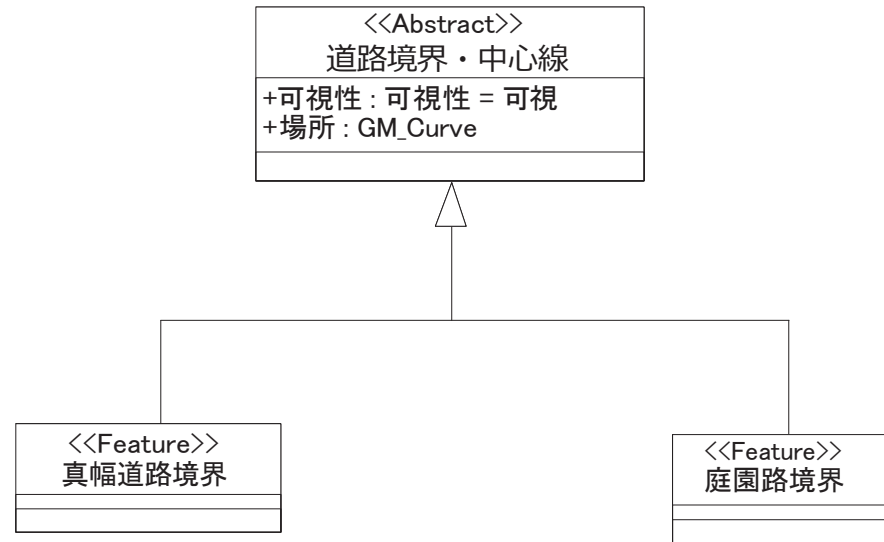 <<Abstract>>
道路境界・中心線
+可視性 : 可視性 = 可視
+場所 : GM_Curve
<<Feature>>
真幅道路境界
<<Feature>>
庭園路境界